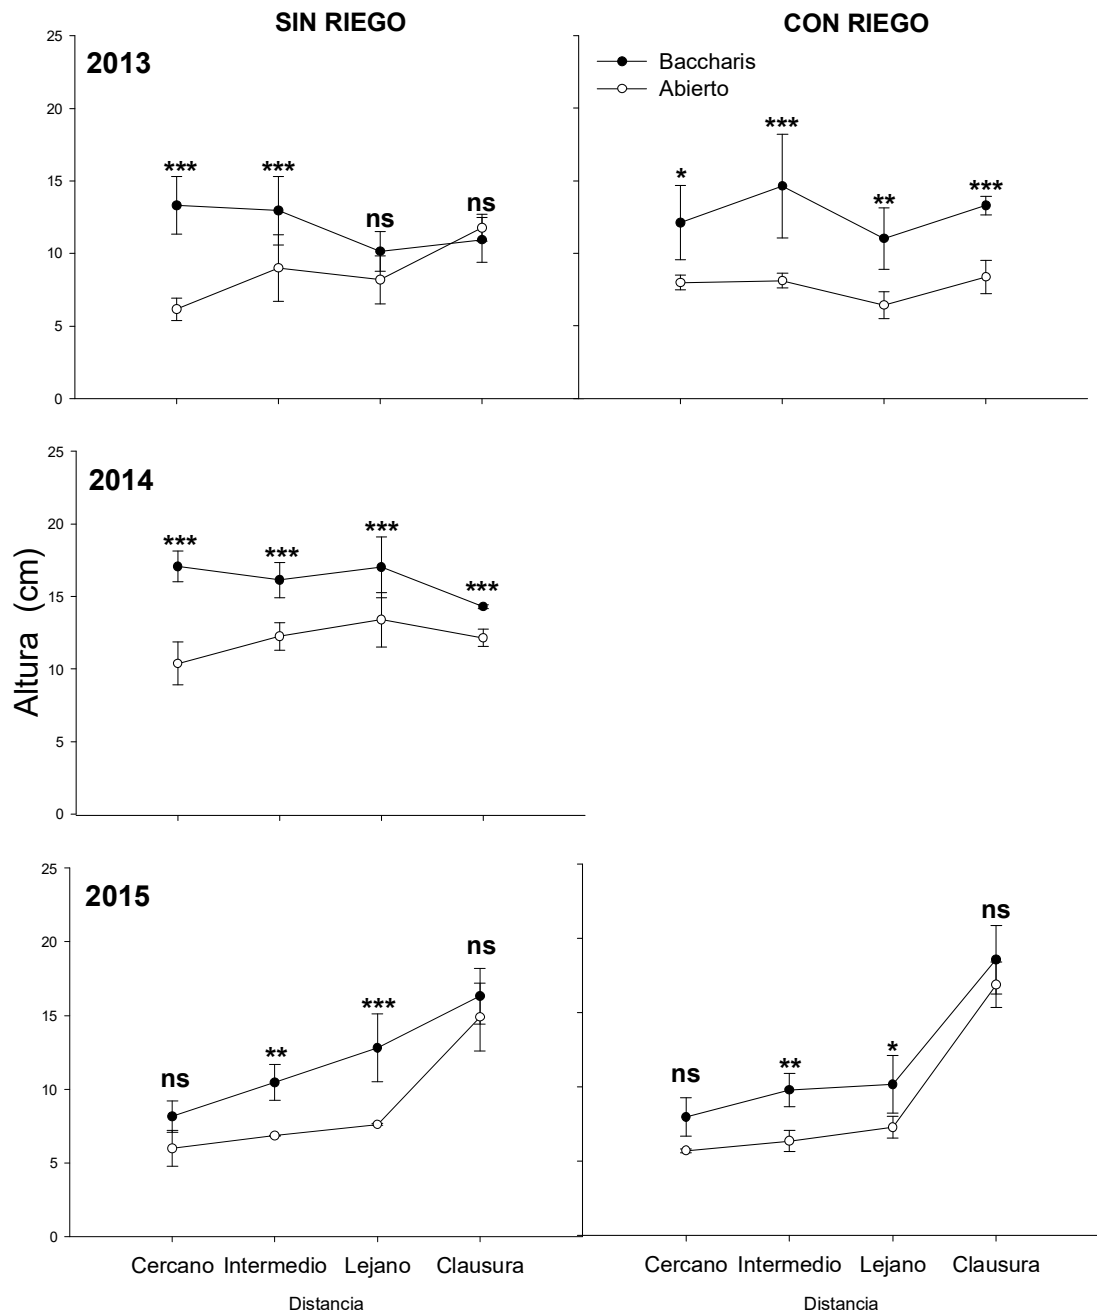 SIN RIEGO
CON RIEGO
2013
25
20
15
10
5
0
*** *** ns ns
Baccharis
Abierto
* *** ** ***
2014
25
20
15
10
5
0
*** *** *** ***
Altura (cm)
2015
25
20
15
10
5
0
ns ** *** ns
ns ** * ns
Cercano Intermedio Lejano Clausura
Distancia
Cercano Intermedio Lejano Clausura
Distancia